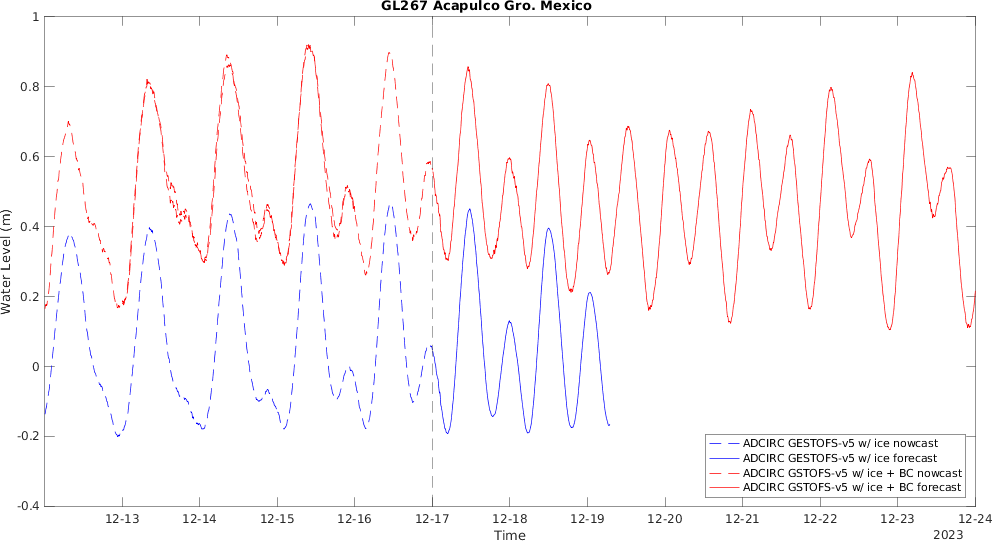 GL267 Acapulco Gro. Mexico
Water Level (m)
1
0.8
0.6
0.4
0.2
0
-0.2
-0.4
12-13 12-14 12-15 12-16 12-17 12-18 12-19 12-20 12-21 12-22 12-23 12-24
Time
2023
ADCIRC GESTOFS-v5 w/ ice nowcast
ADCIRC GESTOFS-v5 w/ ice forecast
ADCIRC GSTOFS-v5 w/ ice + BC nowcast
ADCIRC GSTOFS-v5 w/ ice + BC forecast